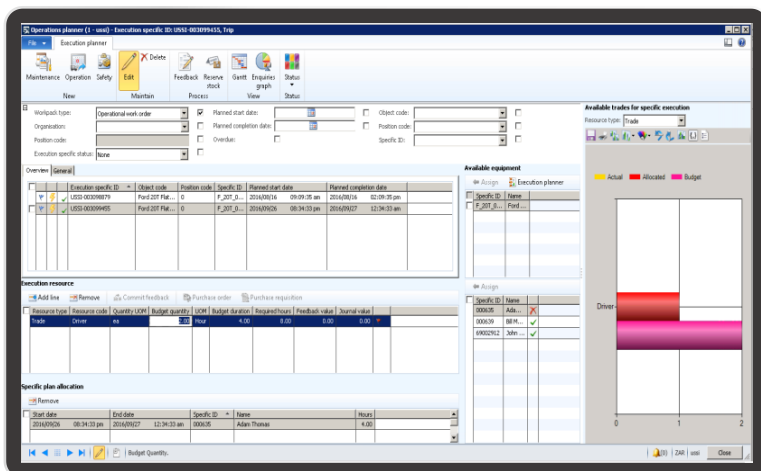 Operations planner (1 - ussi) - Execution specific ID: USSI-003099455, Trip
File Execution planner
Maintenance Operation Safety Edit Delete Feedback Reserve stock Gantt Enquiries graph Status
New Maintain Process View Status
Workpack type: Operational work order Planned start date: Object code:
Organisation: Planned completion date: Position code:
Position code: Overdue: Specific ID:
Execution specific status: None
Available trades for specific execution
Resource type: Trade
Overview General
Execution specific ID Object code Position code Specific ID Planned start date Planned completion date
USSI-003098879 Ford 20T Flat... 0 F_20T_0... 2016/08/16 09:09:35 am 2016/08/16 02:09:35 pm
USSI-003099455 Ford 20T Flat... 0 F_20T_0... 2016/09/26 08:34:33 pm 2016/09/27 12:34:33 am
Available equipment
Assign Execution planner
Specific ID Name
F_20T_0... Ford ...
Actual Allocated Budget
Driver
0 1 2
Execution resource
Add line Remove Commit feedback Purchase order Purchase requisition
Resource type Resource code Quantity UOM Budget quantity UOM Budget duration Required hours Feedback value Journal value
Trade Driver ea 2.00 Hour 4.00 8.00 0.00 0.00
Assign
Specific ID Name
000635 Ada...
000639 Bill M...
69002912 John ...
Specific plan allocation
Remove
Start date End date Specific ID Name Hours
2016/09/26 08:34:33 pm 2016/09/27 12:34:33 am 000635 Adam Thomas 4.00
Budget Quantity.
(0) ZAR ussi Close